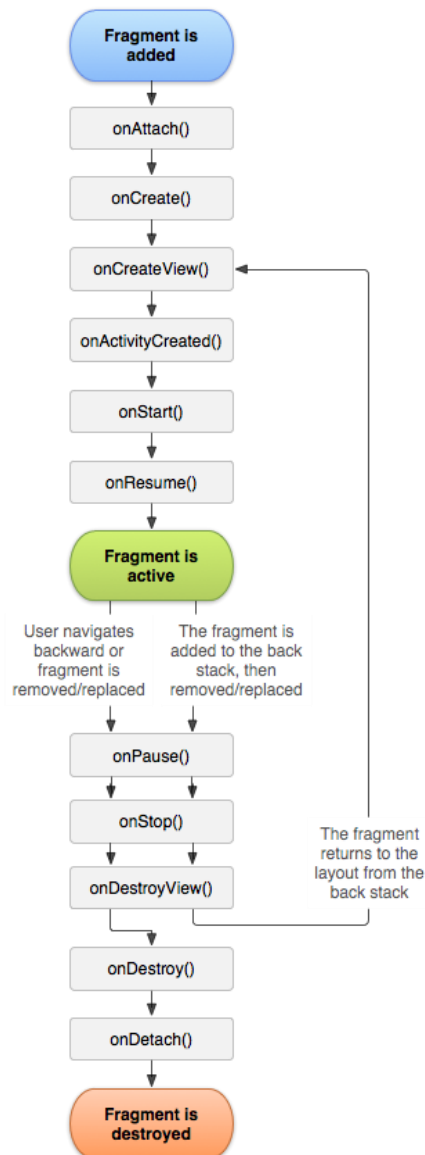 Fragment is
added
onAttach()
onCreate()
onCreateView()
onActivityCreated()
onStart()
onResume()
Fragment is
active
User navigates
backward or
fragment is
removed/replaced
The fragment is
added to the back
stack, then
removed/replaced
onPause()
onStop()
onDestroyView()
The fragment
returns to the
layout from the
back stack
onDestroy()
onDetach()
Fragment is
destroyed